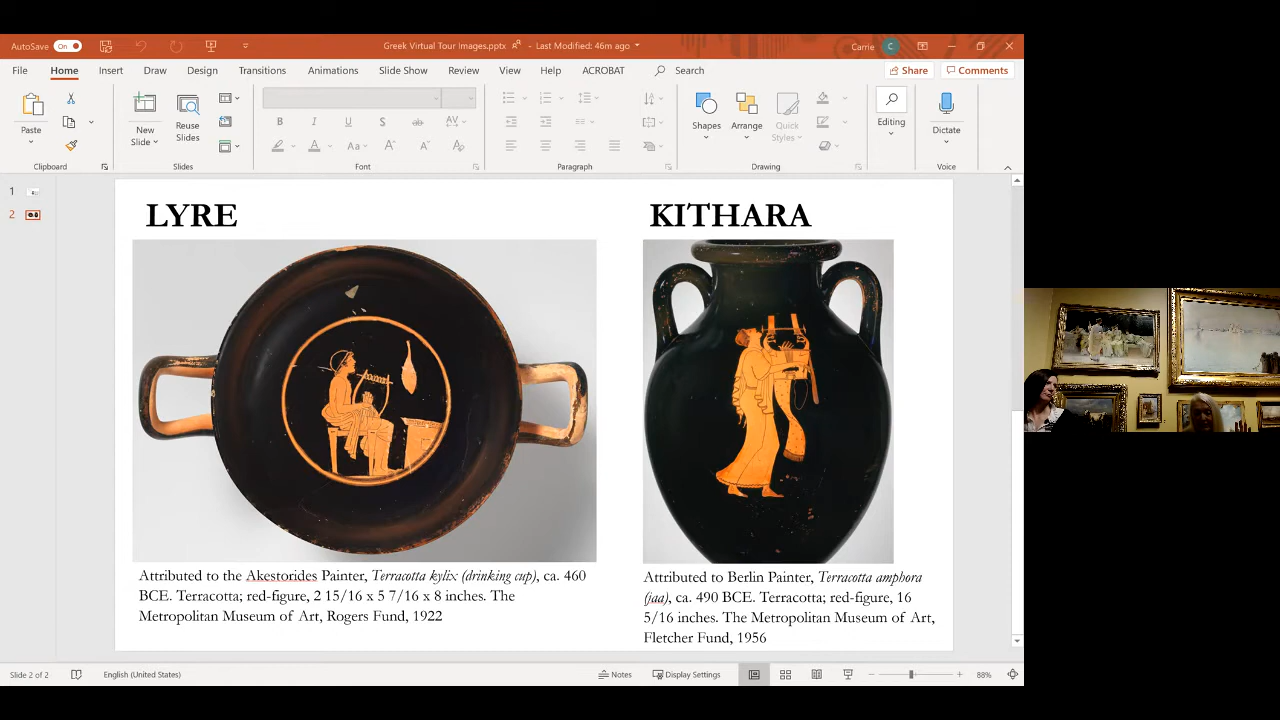 AutoSave On
Greek Virtual Tour Images.pptx - Last Modified: 46m ago
Carrie C
File Home Insert Draw Design Transitions Animations Slide Show Review View Help ACROBAT Search
Share Comments
Paste
New Slide
Reuse Slides
B I U S ab AV
A Aa A A
Shapes
Arrange
Quick Styles
Editing
Dictate
Clipboard Slides Font Paragraph Drawing Voice
1
2
LYRE
KITHARA
Attributed to the Akestorides Painter, Terracotta kylix (drinking cup), ca. 460
BCE. Terracotta; red-figure, 2 15/16 x 5 7/16 x 8 inches. The
Metropolitan Museum of Art, Rogers Fund, 1922
Attributed to Berlin Painter, Terracotta amphora
(jaa), ca. 490 BCE. Terracotta; red-figure, 16
5/16 inches. The Metropolitan Museum of Art,
Fletcher Fund, 1956
Slide 2 of 2 English (United States) Notes Display Settings 88%